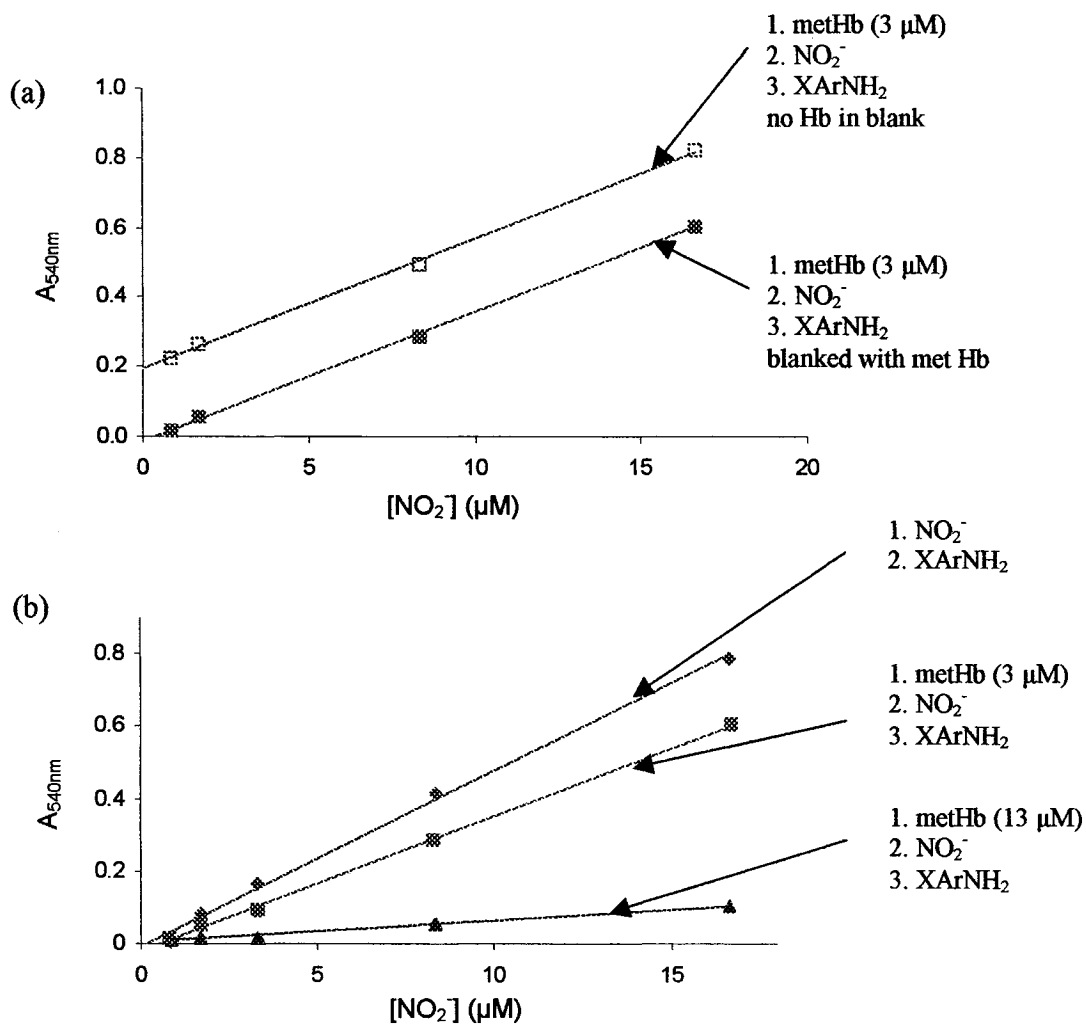 (a)
1. metHb (3 µM)
2. NO₂⁻
3. XArNH₂
no Hb in blank
1.0
0.8
0.6
0.4
0.2
0.0
A540nm
1. metHb (3 µM)
2. NO₂⁻
3. XArNH₂
blanked with met Hb
0
5
10
15
20
[NO₂⁻] (µM)
(b)
1. NO₂⁻
2. XArNH₂
0.8
0.6
0.4
0.2
0
A540nm
1. metHb (3 µM)
2. NO₂⁻
3. XArNH₂
1. metHb (13 µM)
2. NO₂⁻
3. XArNH₂
0
5
10
15
[NO₂⁻] (µM)